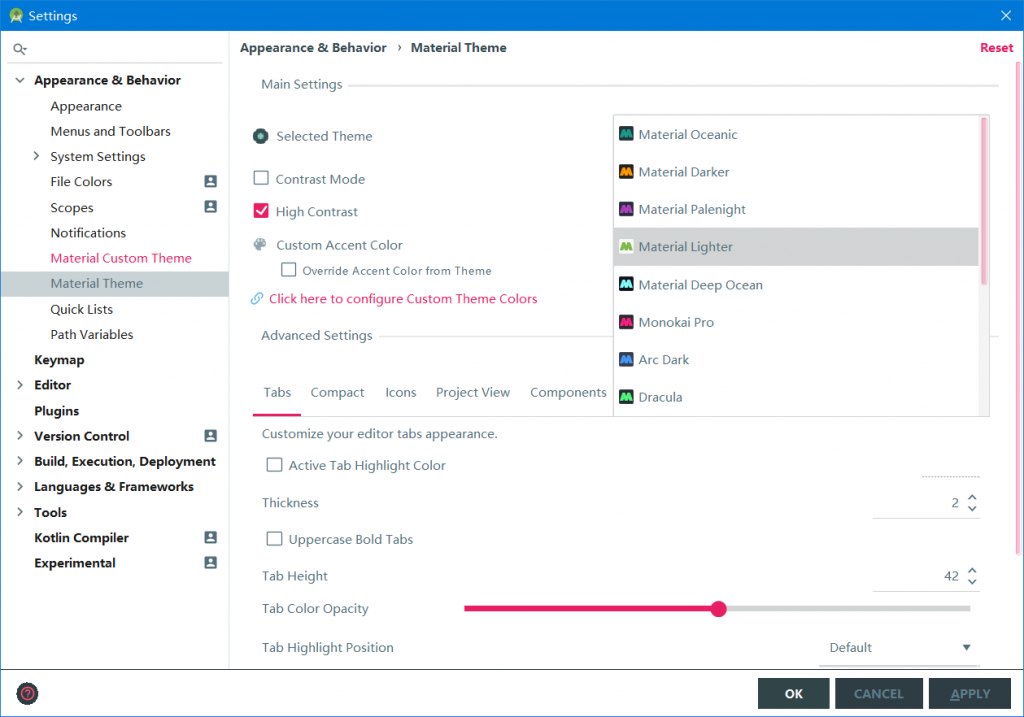 Settings
Appearance & Behavior
Appearance
Menus and Toolbars
System Settings
File Colors
Scopes
Notifications
Material Custom Theme
Material Theme
Quick Lists
Path Variables
Keymap
Editor
Plugins
Version Control
Build, Execution, Deployment
Languages & Frameworks
Tools
Kotlin Compiler
Experimental
Appearance & Behavior › Material Theme
Reset
Main Settings
Selected Theme
Contrast Mode
High Contrast
Custom Accent Color
Override Accent Color from Theme
Click here to configure Custom Theme Colors
Material Oceanic
Material Darker
Material Palenight
Material Lighter
Material Deep Ocean
Monokai Pro
Arc Dark
Dracula
Advanced Settings
Tabs Compact Icons Project View Components
Customize your editor tabs appearance.
Active Tab Highlight Color
Thickness 2
Uppercase Bold Tabs
Tab Height 42
Tab Color Opacity
Tab Highlight Position Default
?
OK CANCEL APPLY